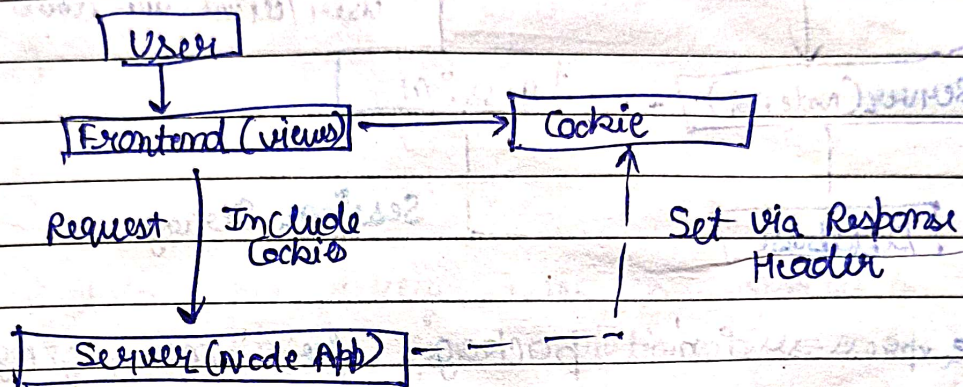 User
Frontend (views)
Cookie
Request
Include
Cookies
Set via Response
Header
Server (Node App)